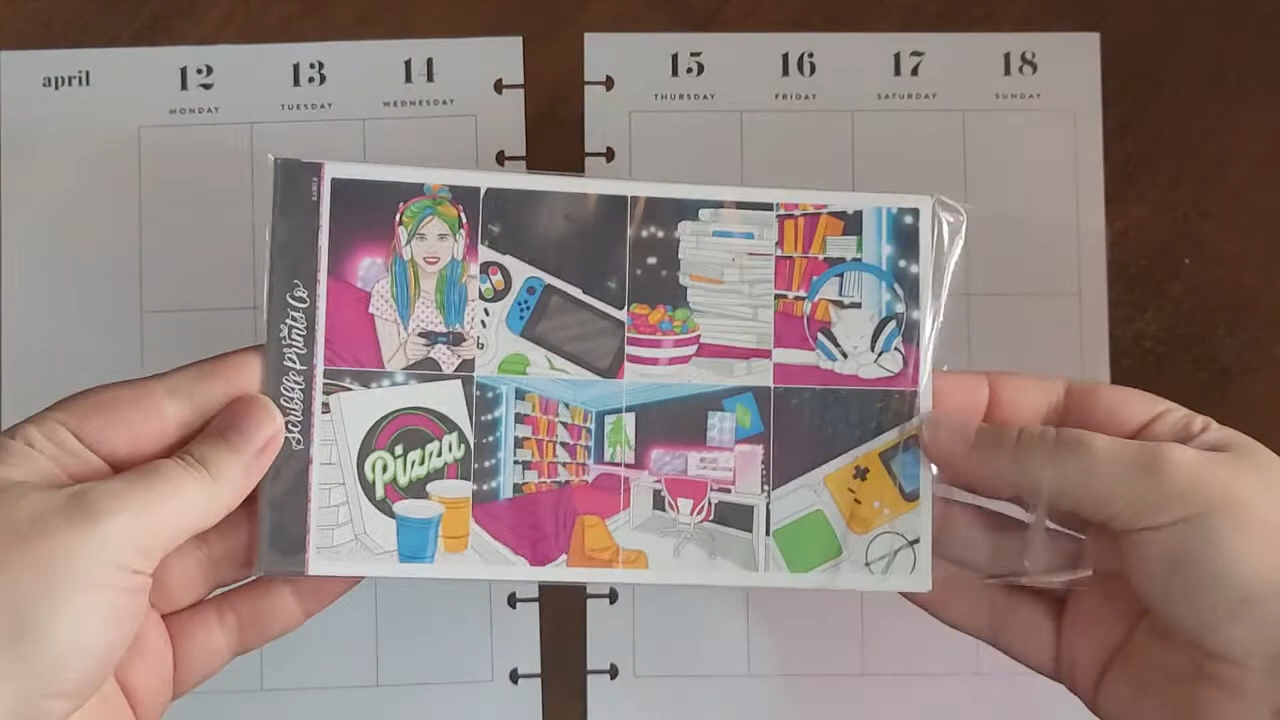 april
12
13
14
15
16
17
18
MONDAY
TUESDAY
WEDNESDAY
THURSDAY
FRIDAY
SATURDAY
SUNDAY
Scribble Prints Co
Pizza